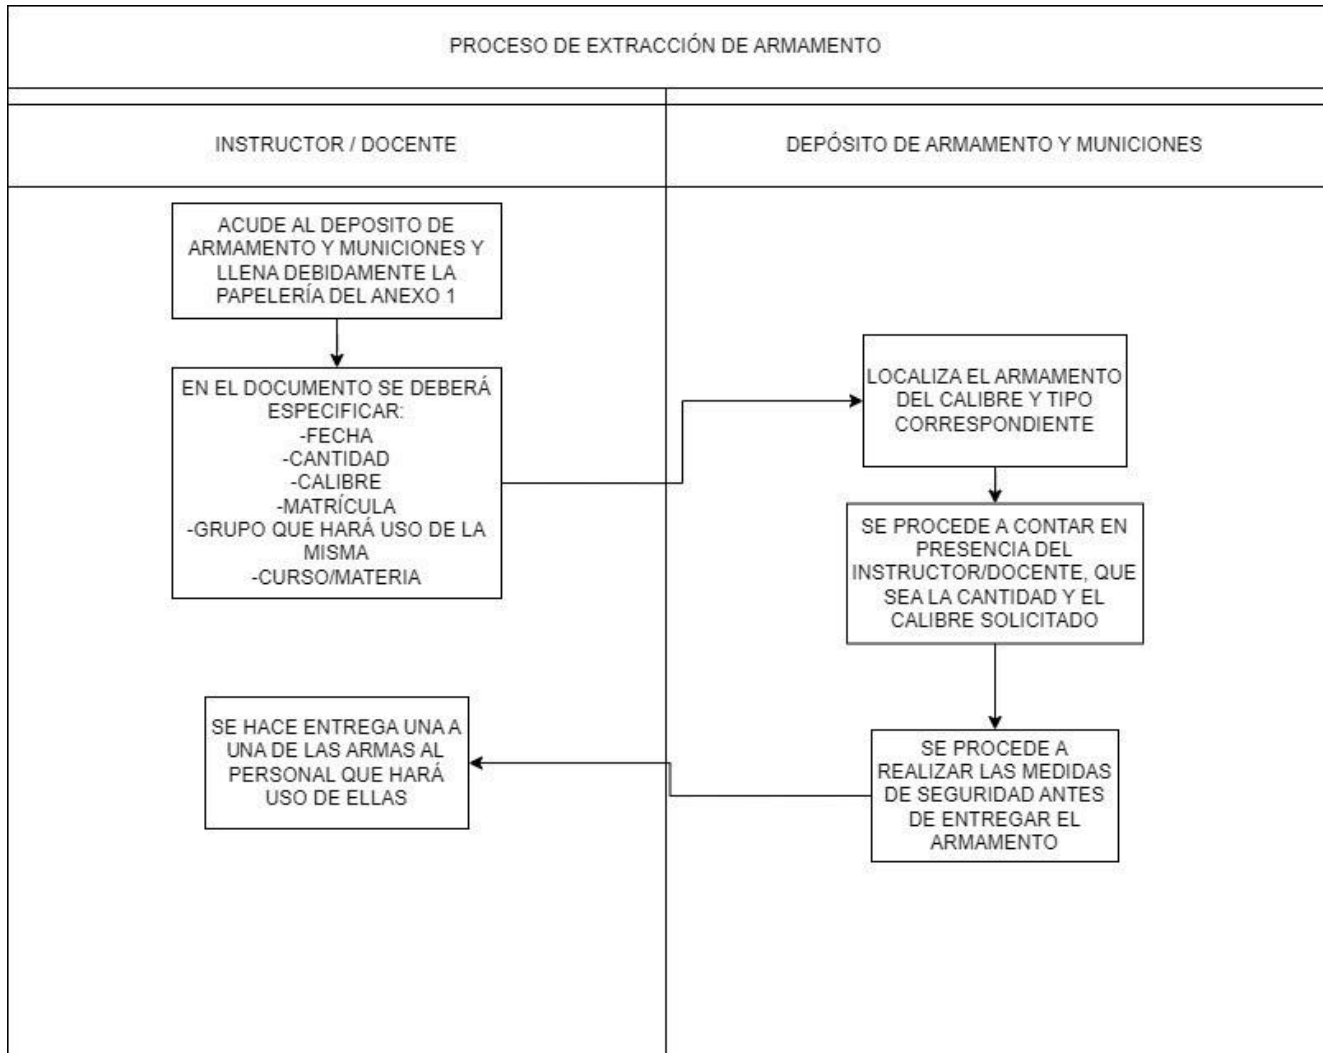 PROCESO DE EXTRACCIÓN DE ARMAMENTO
INSTRUCTOR / DOCENTE
DEPÓSITO DE ARMAMENTO Y MUNICIONES
ACUDE AL DEPOSITO DE
ARMAMENTO Y MUNICIONES Y
LLENA DEBIDAMENTE LA
PAPELERÍA DEL ANEXO 1
EN EL DOCUMENTO SE DEBERÁ
ESPECIFICAR:
-FECHA
-CANTIDAD
-CALIBRE
-MATRÍCULA
-GRUPO QUE HARÁ USO DE LA
MISMA
-CURSO/MATERIA
LOCALIZA EL ARMAMENTO
DEL CALIBRE Y TIPO
CORRESPONDIENTE
SE PROCEDE A CONTAR EN
PRESENCIA DEL
INSTRUCTOR/DOCENTE, QUE
SEA LA CANTIDAD Y EL
CALIBRE SOLICITADO
SE PROCEDE A
REALIZAR LAS MEDIDAS
DE SEGURIDAD ANTES
DE ENTREGAR EL
ARMAMENTO
SE HACE ENTREGA UNA A
UNA DE LAS ARMAS AL
PERSONAL QUE HARÁ
USO DE ELLAS